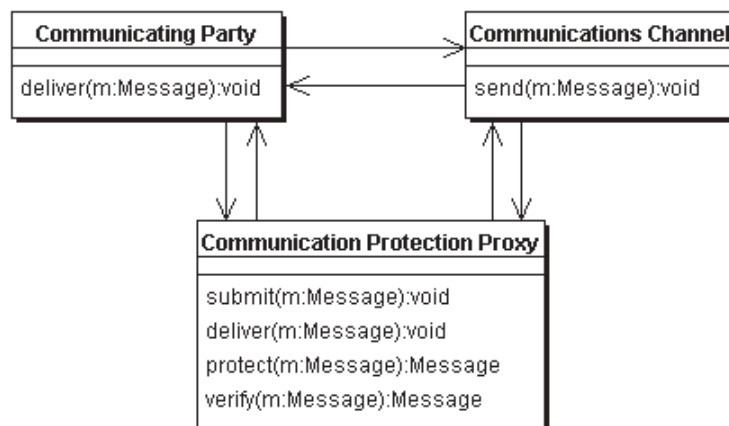 Communicating Party
Communications Channel
deliver(m:Message):void
send(m:Message):void
Communication Protection Proxy
submit(m:Message):void
deliver(m:Message):void
protect(m:Message):Message
verify(m:Message):Message